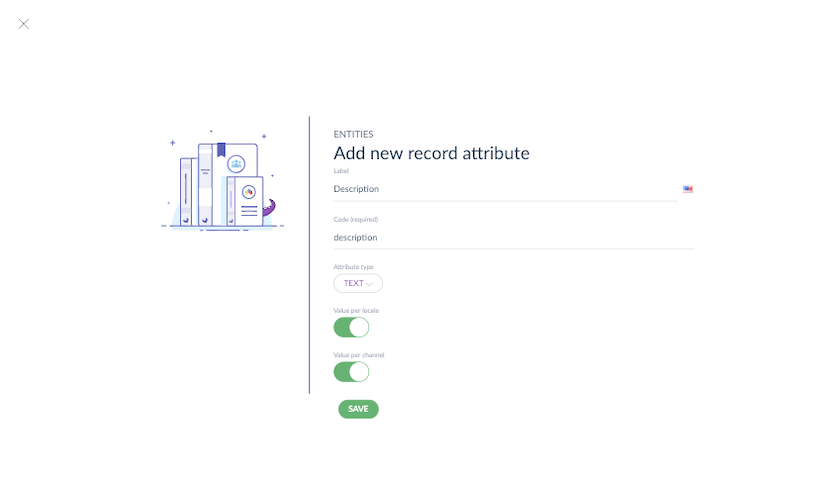 ENTITIES
Add new record attribute
Label
Description
Code (required)
description
Attribute type
TEXT
Value per locale
Value per channel
SAVE